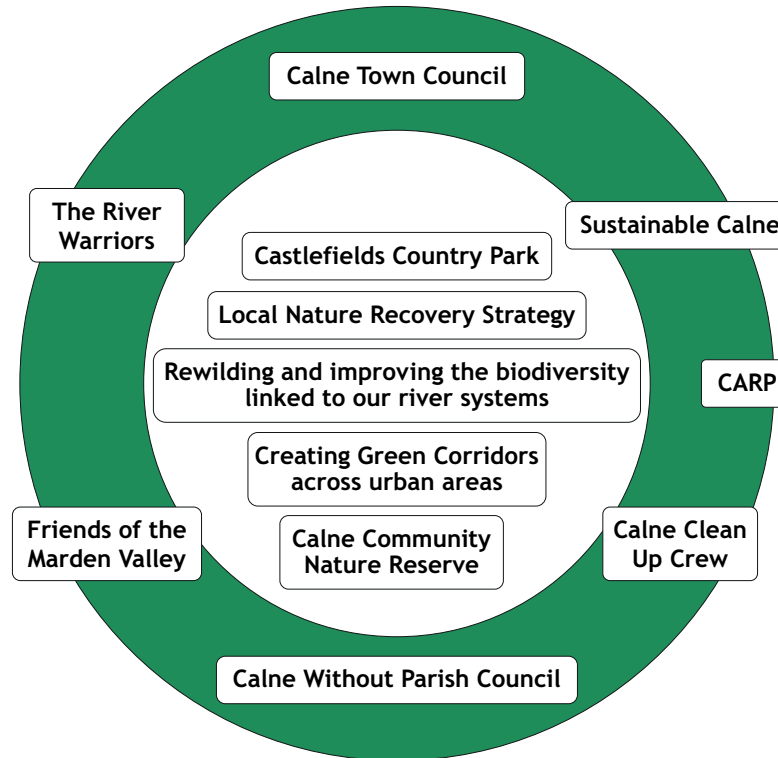 Calne Town Council
The River
Warriors
Sustainable Calne
Castlefields Country Park
Local Nature Recovery Strategy
Rewilding and improving the biodiversity
linked to our river systems
CARP
Creating Green Corridors
across urban areas
Friends of the
Marden Valley
Calne Community
Nature Reserve
Calne Clean
Up Crew
Calne Without Parish Council